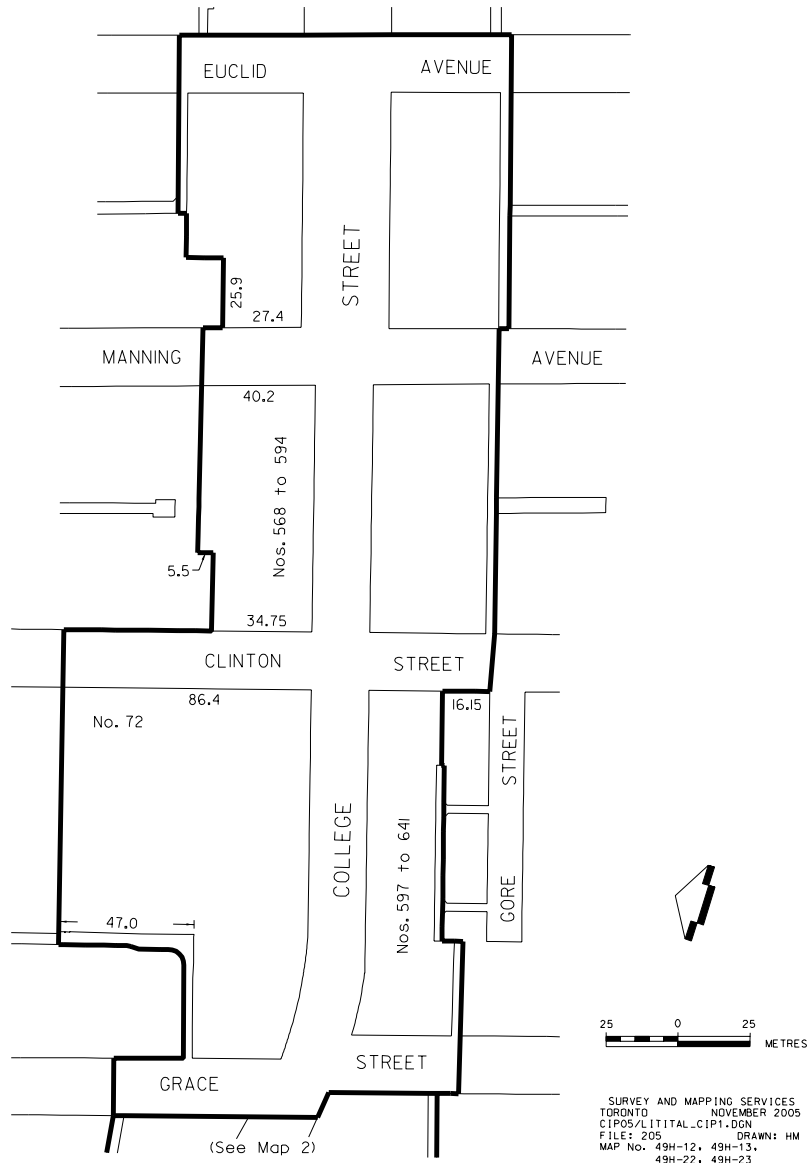 EUCLID AVENUE
STREET
25.9
27.4
MANNING AVENUE
40.2
Nos. 568 to 594
5.5
34.75
CLINTON STREET
86.4
16.15
No. 72
STREET
COLLEGE
Nos. 597 to 641
GORE
47.0
25 0 25
METRES
GRACE STREET
(See Map 2)
SURVEY AND MAPPING SERVICES
TORONTO NOVEMBER 2005
CIP05/LITITAL_CIP1.DGN
FILE: 205 DRAWN: HM
MAP No. 49H-12, 49H-13,
49H-22, 49H-23